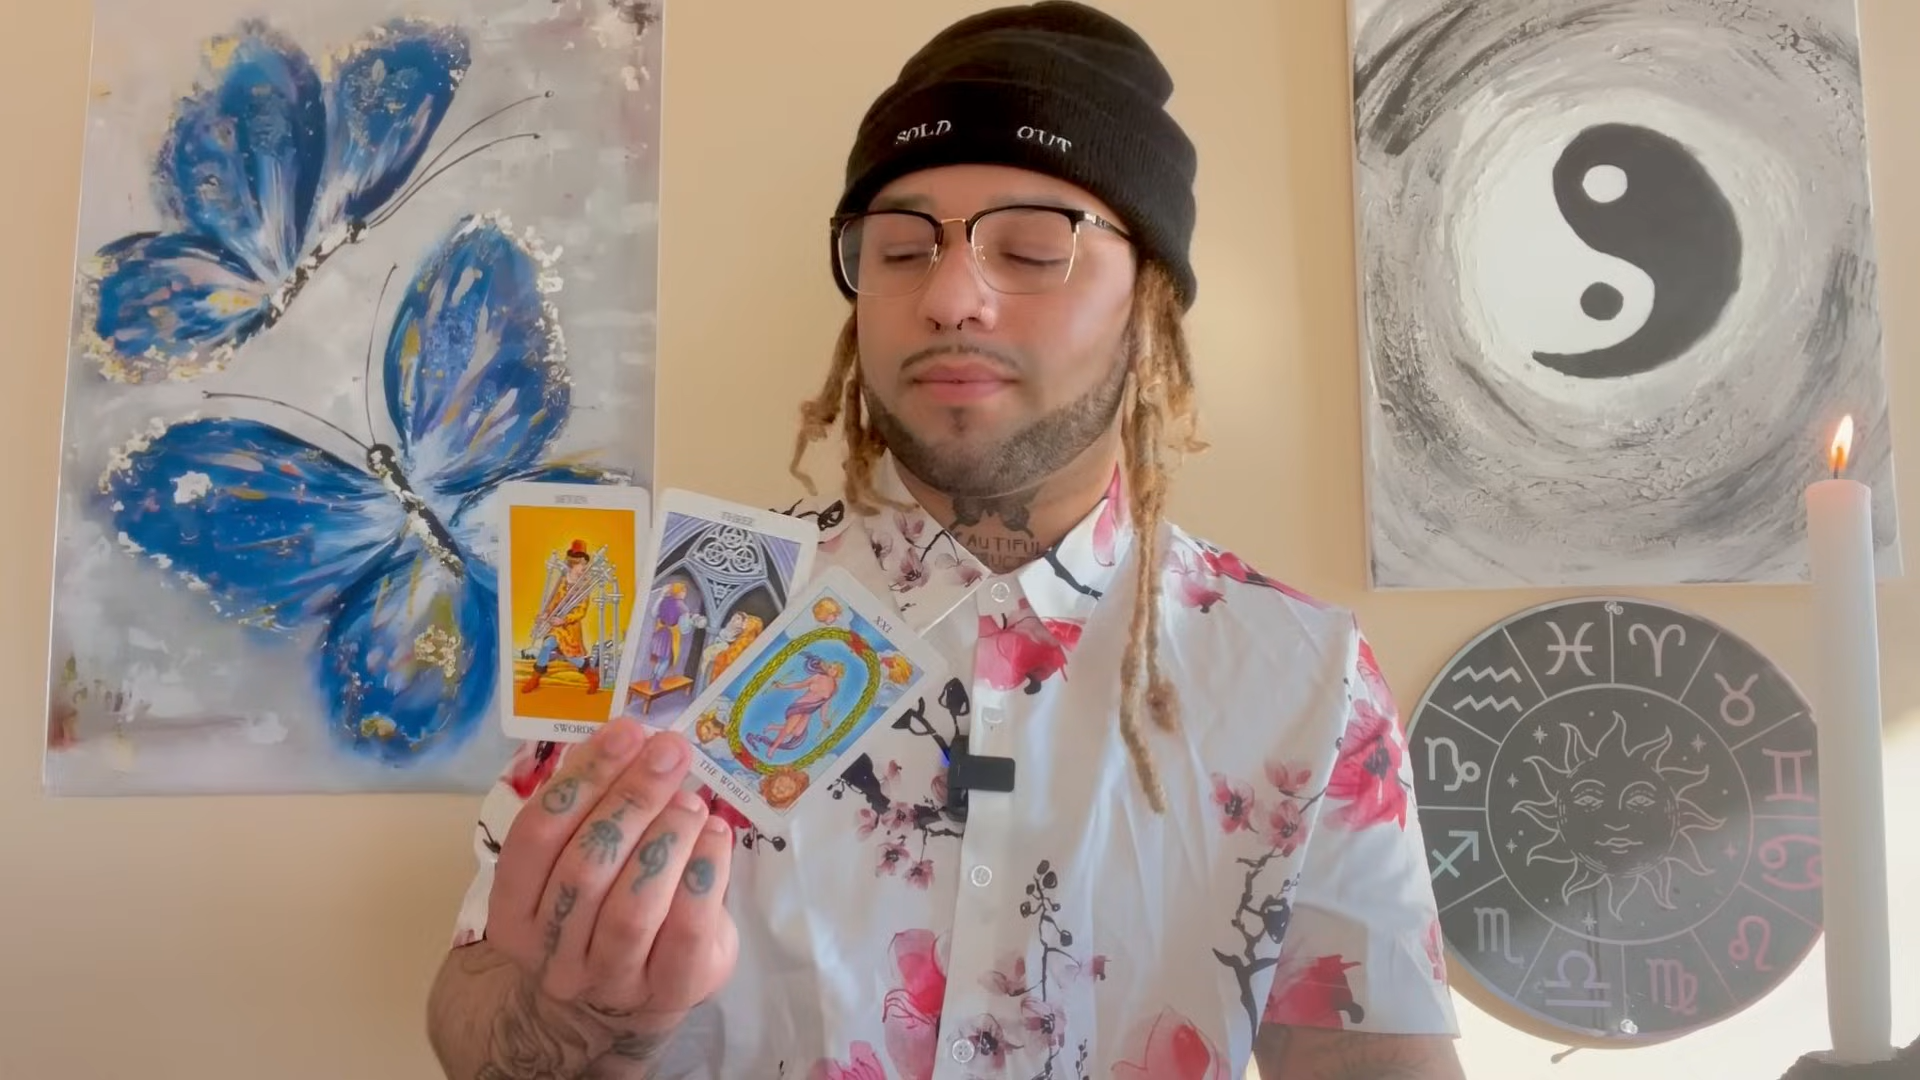 SOLD OUT
SEVEN
THREE
XXI
SWORDS
THE WORLD